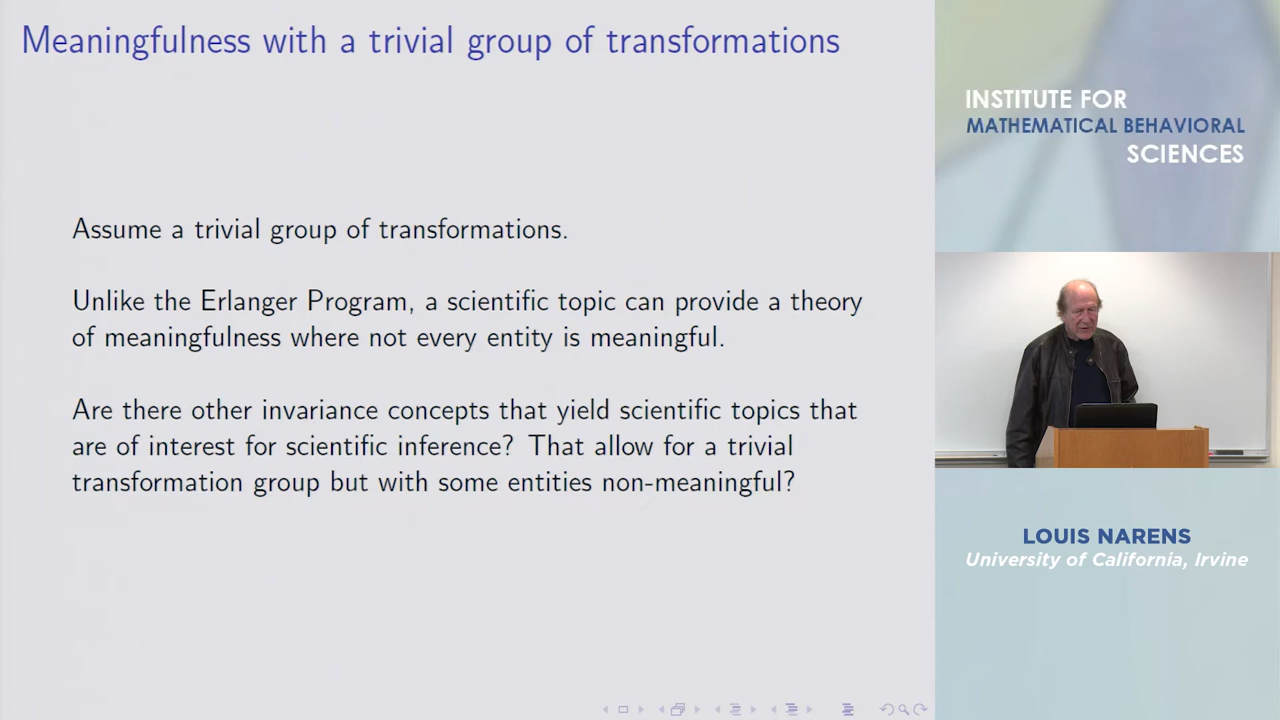 Meaningfulness with a trivial group of transformations
Assume a trivial group of transformations.
Unlike the Erlanger Program, a scientific topic can provide a theory
of meaningfulness where not every entity is meaningful.
Are there other invariance concepts that yield scientific topics that
are of interest for scientific inference? That allow for a trivial
transformation group but with some entities non-meaningful?
INSTITUTE FOR
MATHEMATICAL BEHAVIORAL
SCIENCES
LOUIS NARENS
University of California, Irvine